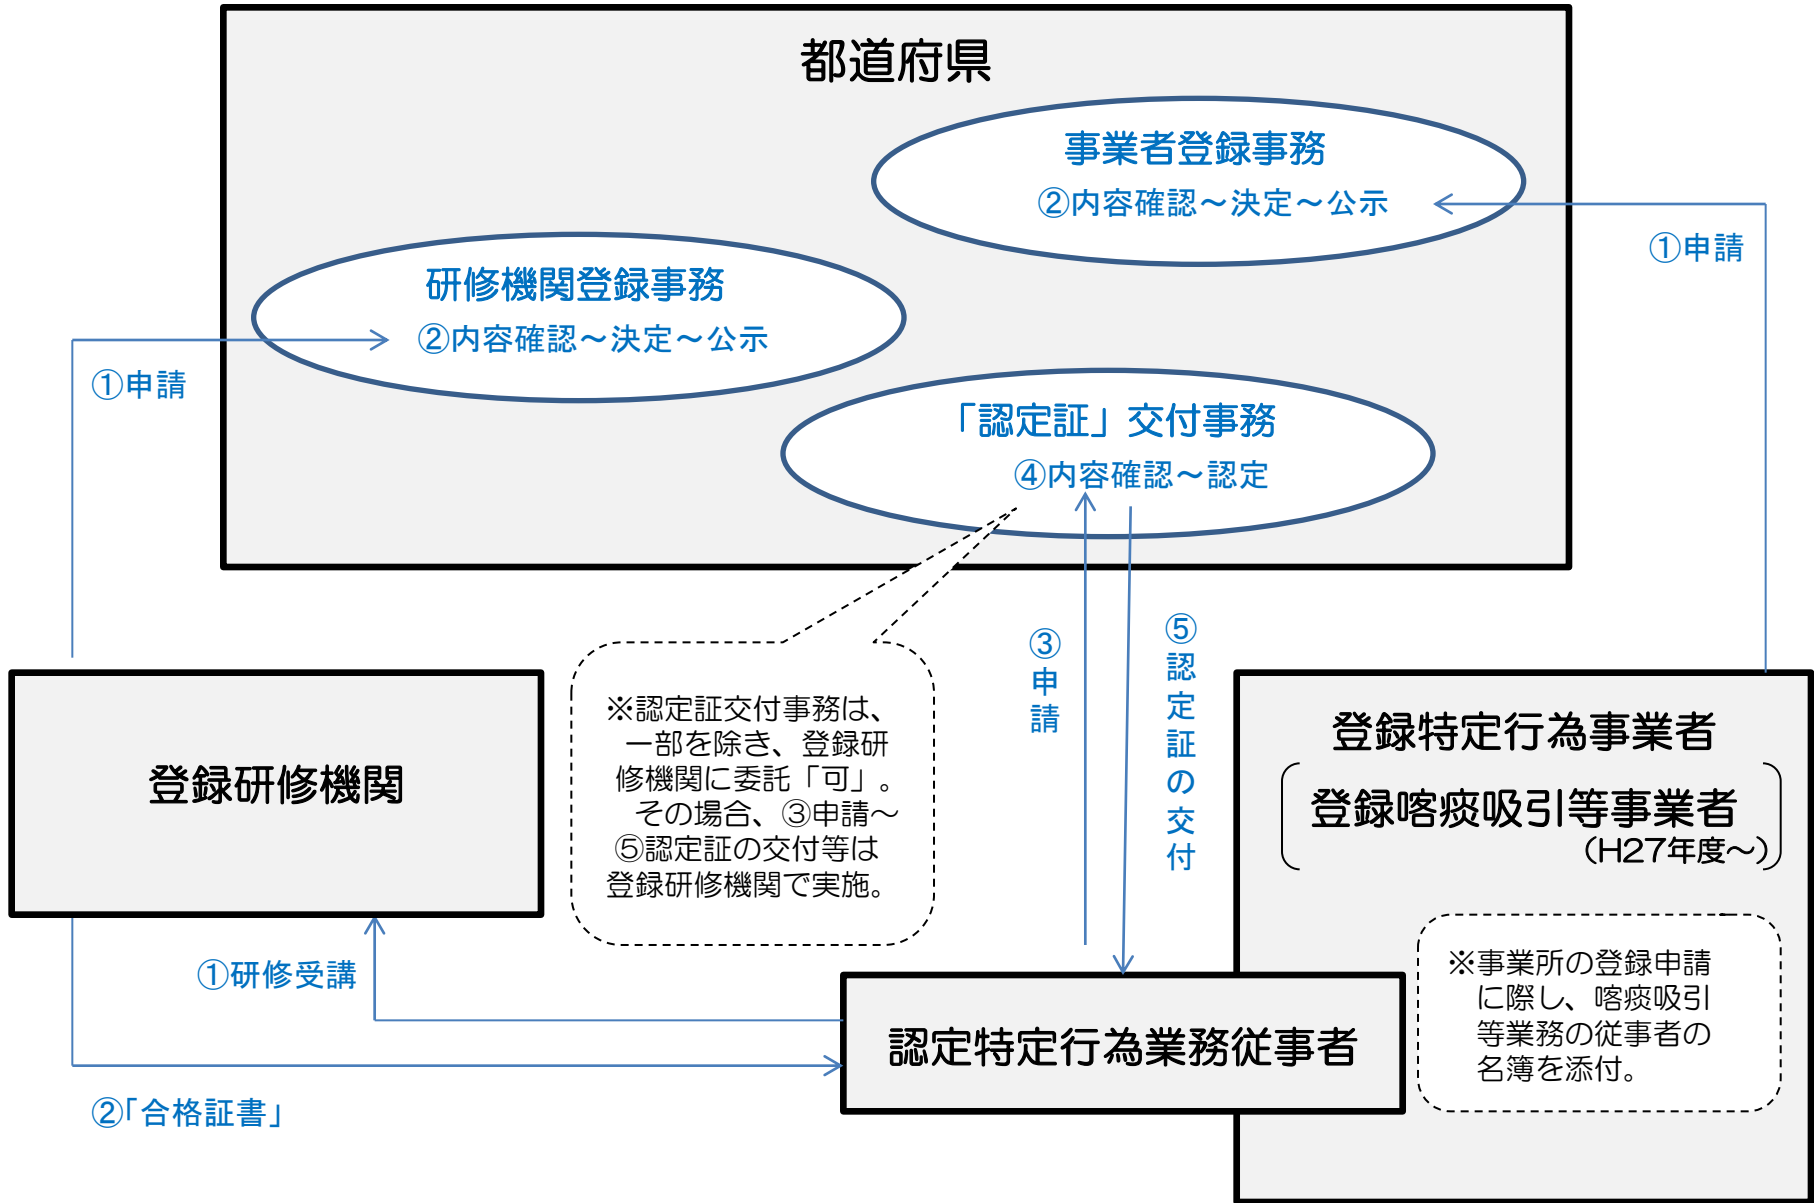 都道府県
事業者登録事務
②内容確認～決定～公示
①申請
研修機関登録事務
②内容確認～決定～公示
①申請
「認定証」交付事務
④内容確認～認定
③申請
⑤認定証の交付
※認定証交付事務は、
一部を除き、登録研
修機関に委託「可」。
その場合、③申請～
⑤認定証の交付等は
登録研修機関で実施。
登録研修機関
登録特定行為事業者
登録喀痰吸引等事業者
（H27年度～）
※事業所の登録申請
に際し、喀痰吸引
等業務の従事者の
名簿を添付。
①研修受講
認定特定行為業務従事者
②「合格証書」